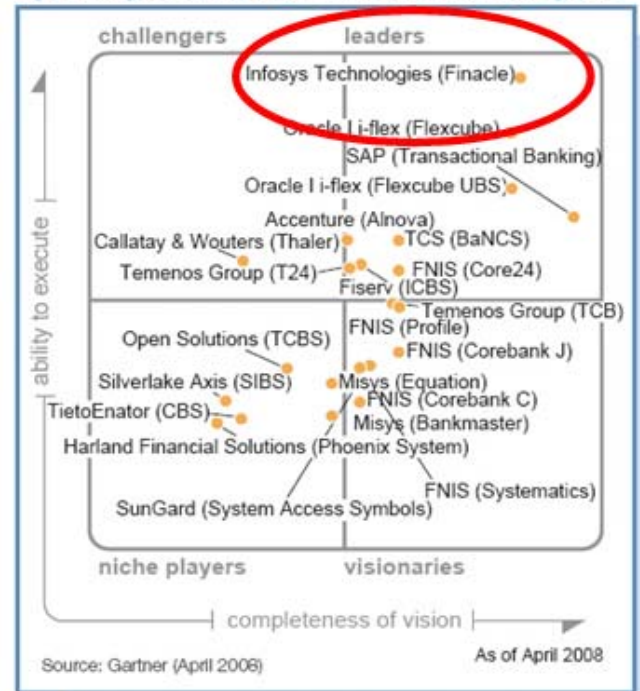 challengers leaders
Infosys Technologies (Finacle)
Oracle I i-flex (Flexcube)
SAP (Transactional Banking)
Oracle I i-flex (Flexcube UBS)
Accenture (Alnova)
Callatay & Wouters (Thaler) TCS (BaNCS)
Temenos Group (T24) FNIS (Core24)
Fiserv (ICBS)
Temenos Group (TCB)
FNIS (Profile)
Open Solutions (TCBS)
FNIS (Corebank J)
Silverlake Axis (SIBS) Misys (Equation)
FNIS (Corebank C)
TietoEnator (CBS)
Misys (Bankmaster)
Harland Financial Solutions (Phoenix System)
FNIS (Systematics)
SunGard (System Access Symbols)
niche players visionaries
ability to execute
completeness of vision
As of April 2008
Source: Gartner (April 2008)